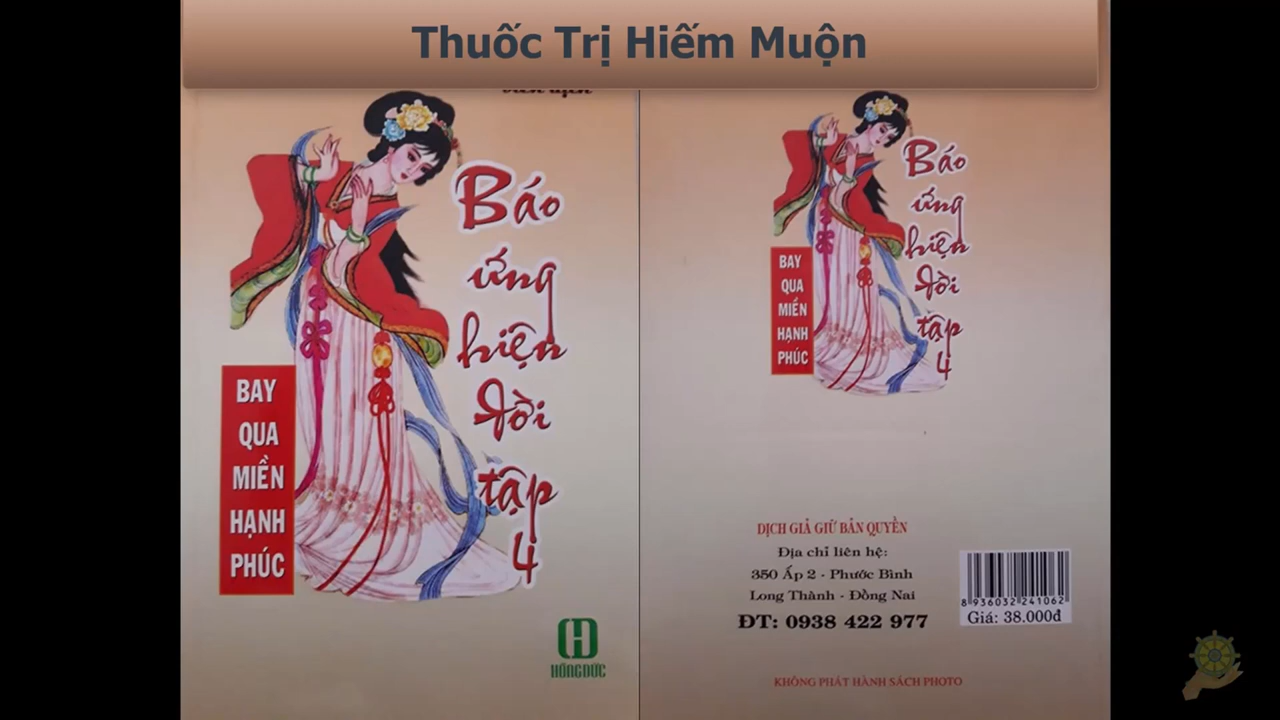 Thuốc Trị Hiếm Muộn
Báo
ứng
hiện
đời
tập
4
BAY
QUA
MIỀN
HẠNH
PHÚC
HỒNG ĐỨC
Báo
ứng
hiện
đời
tập
4
BAY
QUA
MIỀN
HẠNH
PHÚC
DỊCH GIẢ GIỮ BẢN QUYỀN
Địa chỉ liên hệ:
350 Ấp 2 - Phước Bình
Long Thành - Đồng Nai
ĐT: 0938 422 977
8 936032 241062
Giá: 38.000đ
KHÔNG PHÁT HÀNH SÁCH PHOTO